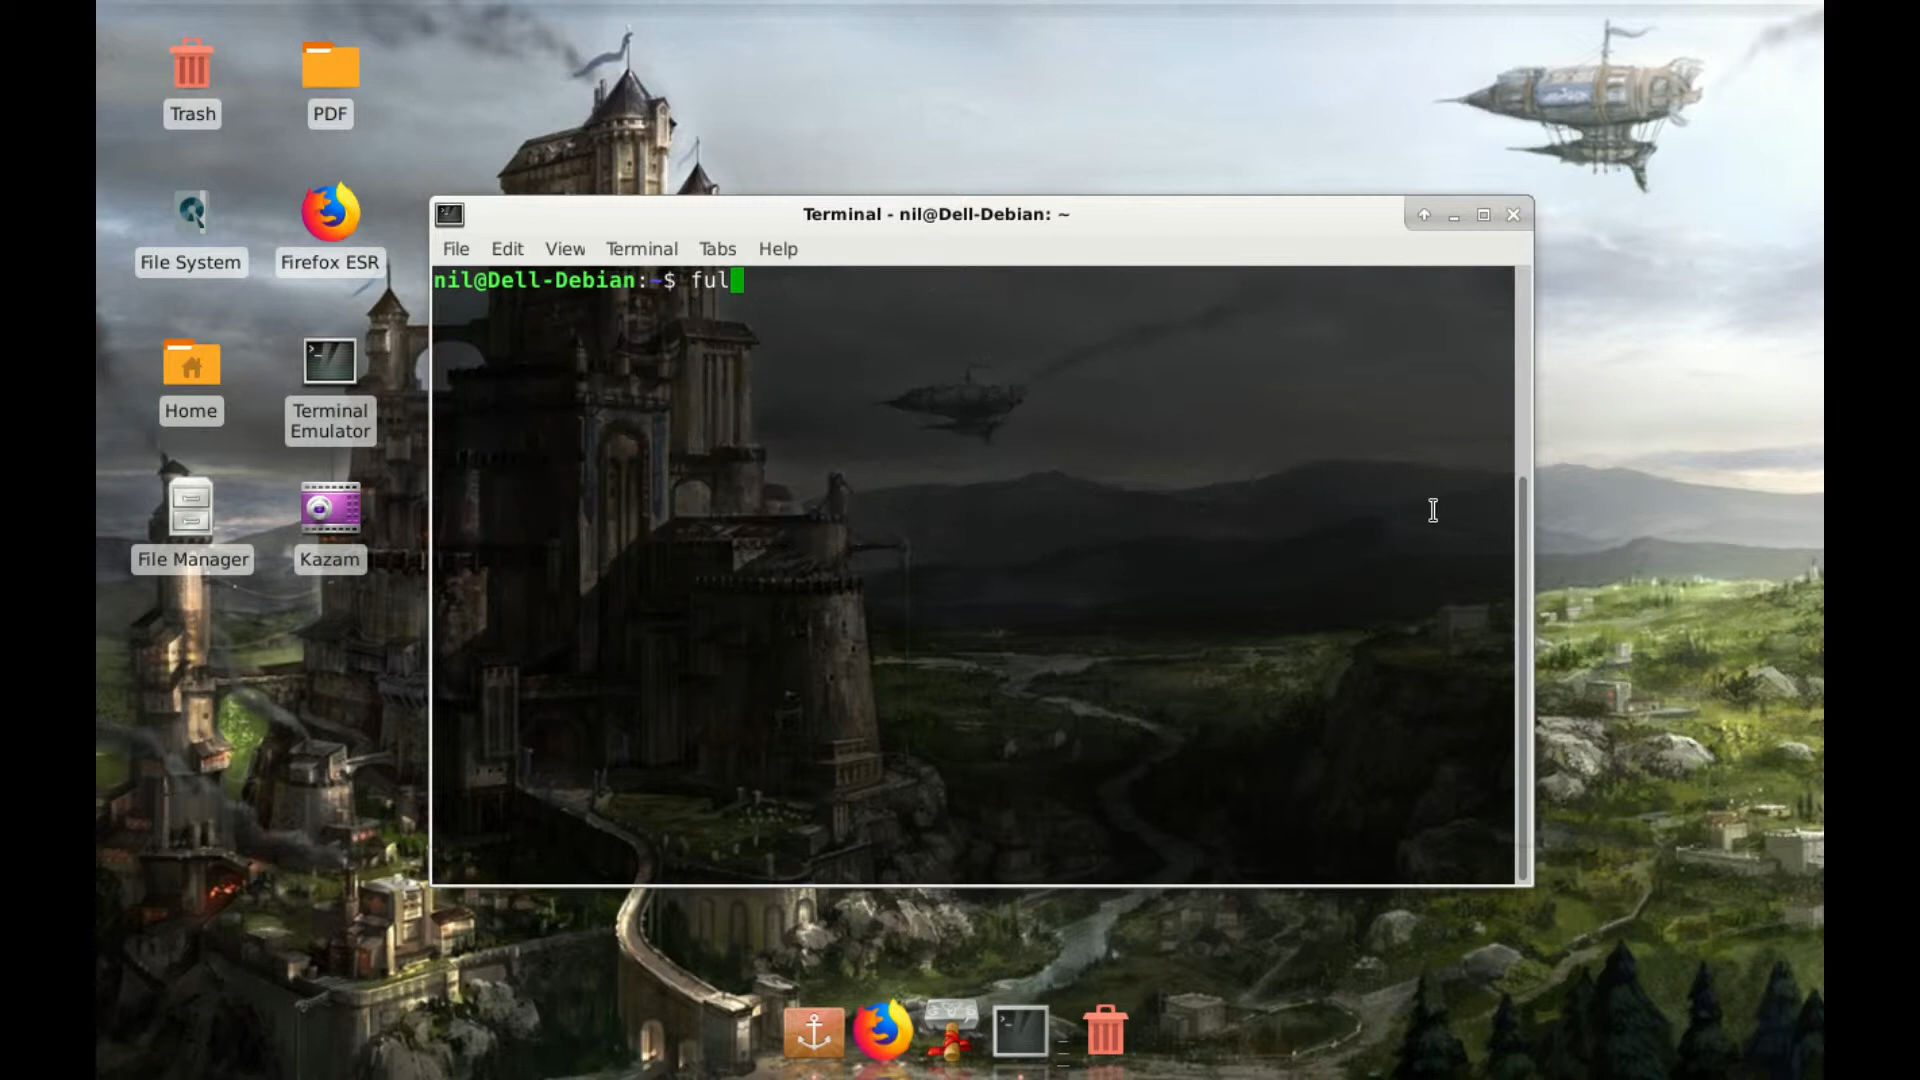 Trash
PDF
File System
Firefox ESR
Home
Terminal
Emulator
File Manager
Kazam
Terminal - nil@Dell-Debian: ~
File Edit View Terminal Tabs Help
nil@Dell-Debian:~$ ful